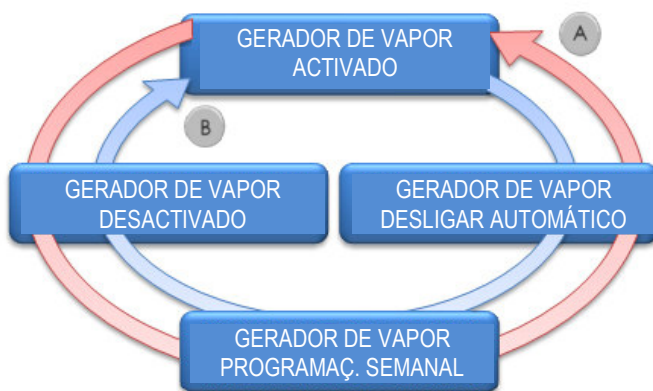 GERADOR DE VAPOR
ACTIVADO
A
B
GERADOR DE VAPOR
DESACTIVADO
GERADOR DE VAPOR
DESLIGAR AUTOMÁTICO
GERADOR DE VAPOR
PROGRAMAÇ. SEMANAL